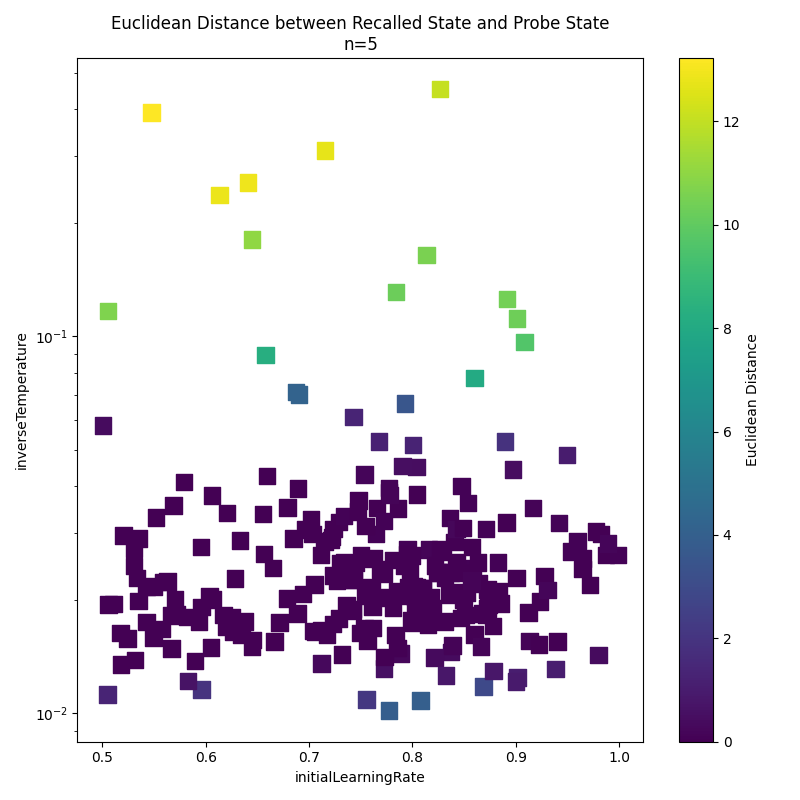 Euclidean Distance between Recalled State and Probe State
n=5
inverseTemperature
10⁻¹
10⁻²
0.5 0.6 0.7 0.8 0.9 1.0
initialLearningRate
12
10
8
6
4
2
0
Euclidean Distance